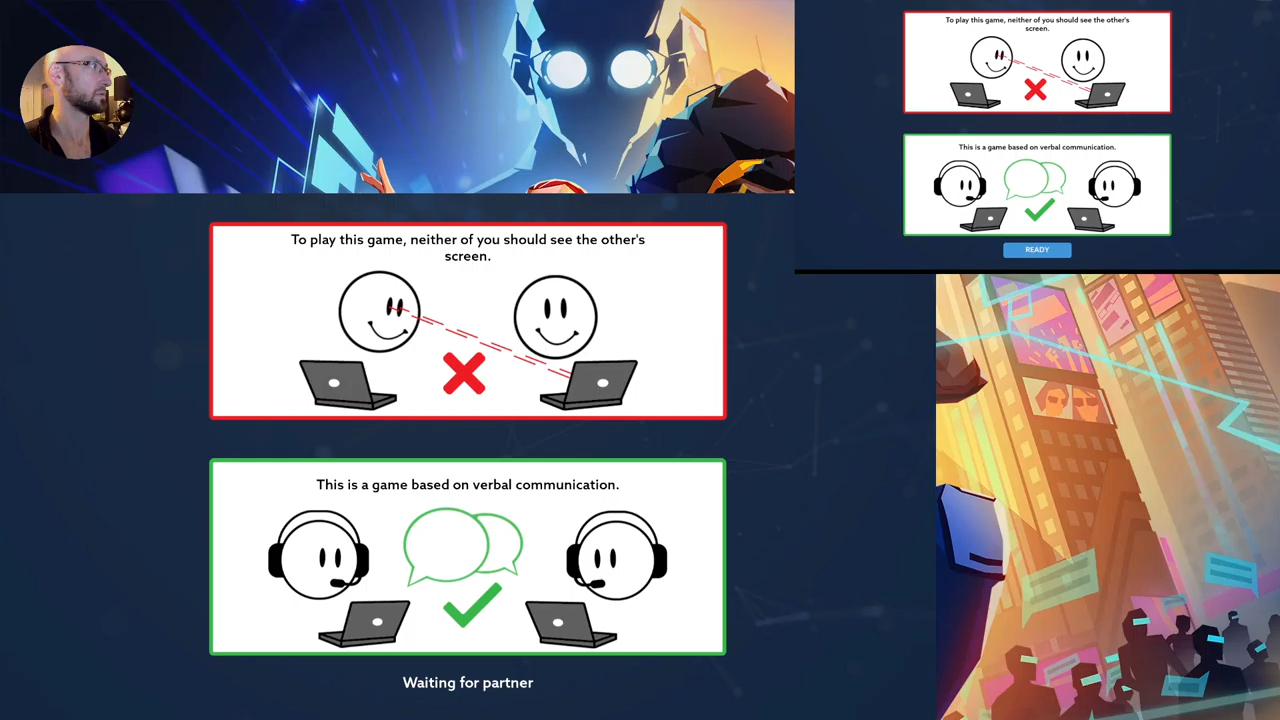 To play this game, neither of you should see the other's
screen.
This is a game based on verbal communication.
Waiting for partner
To play this game, neither of you should see the other's
screen.
This is a game based on verbal communication.
READY